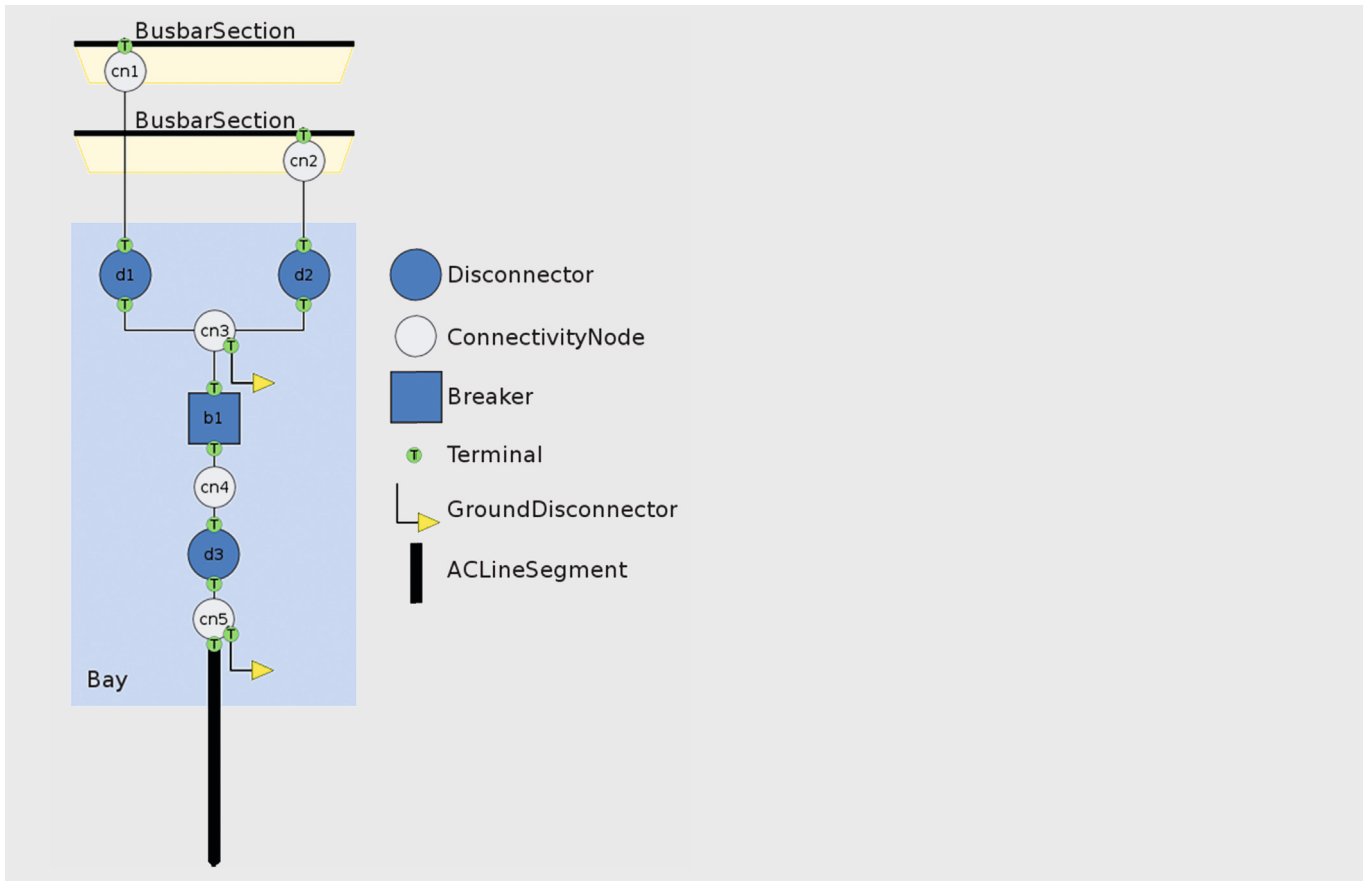 BusbarSection
T
cn1
BusbarSection
T
cn2
T
T
d1
d2
Disconnector
T
T
cn3
ConnectivityNode
T
T
b1
Breaker
T
T
Terminal
cn4
GroundDisconnector
T
d3
ACLineSegment
T
cn5
T
T
Bay